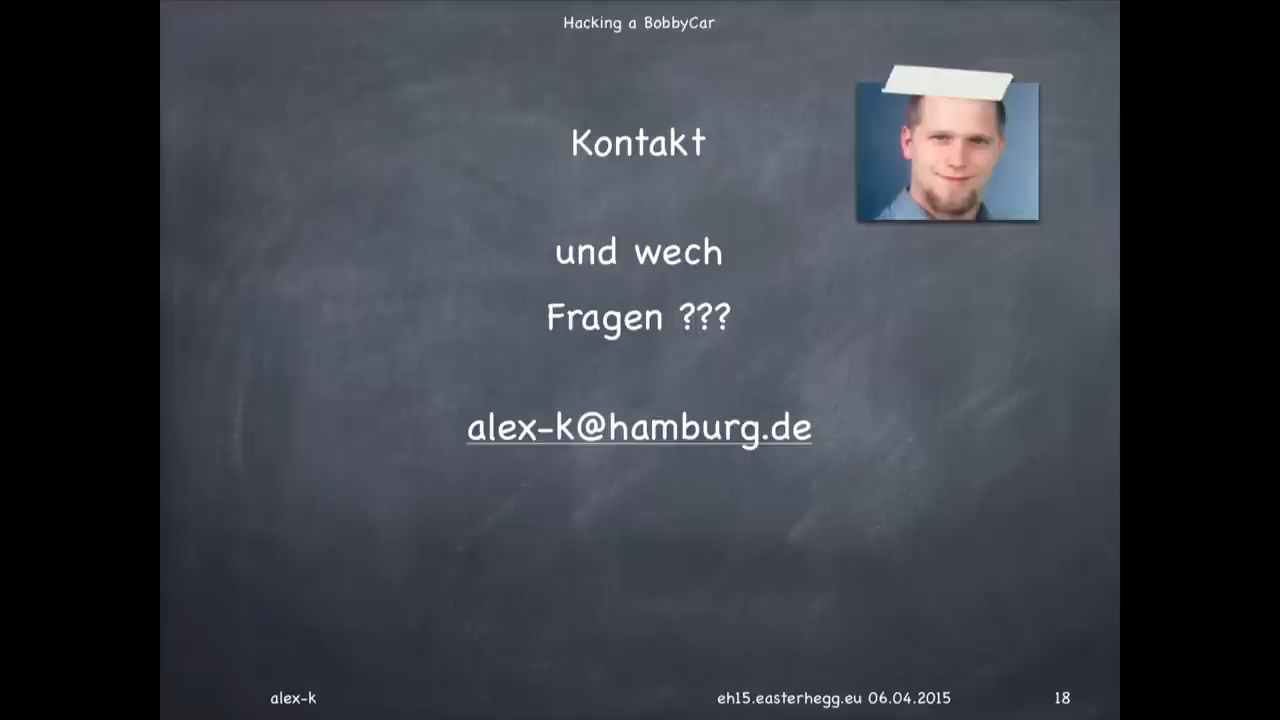 Hacking a BobbyCar
Kontakt
und wech
Fragen ???
alex-k@hamburg.de
alex-k
eh15.easterhegg.eu 06.04.2015
18